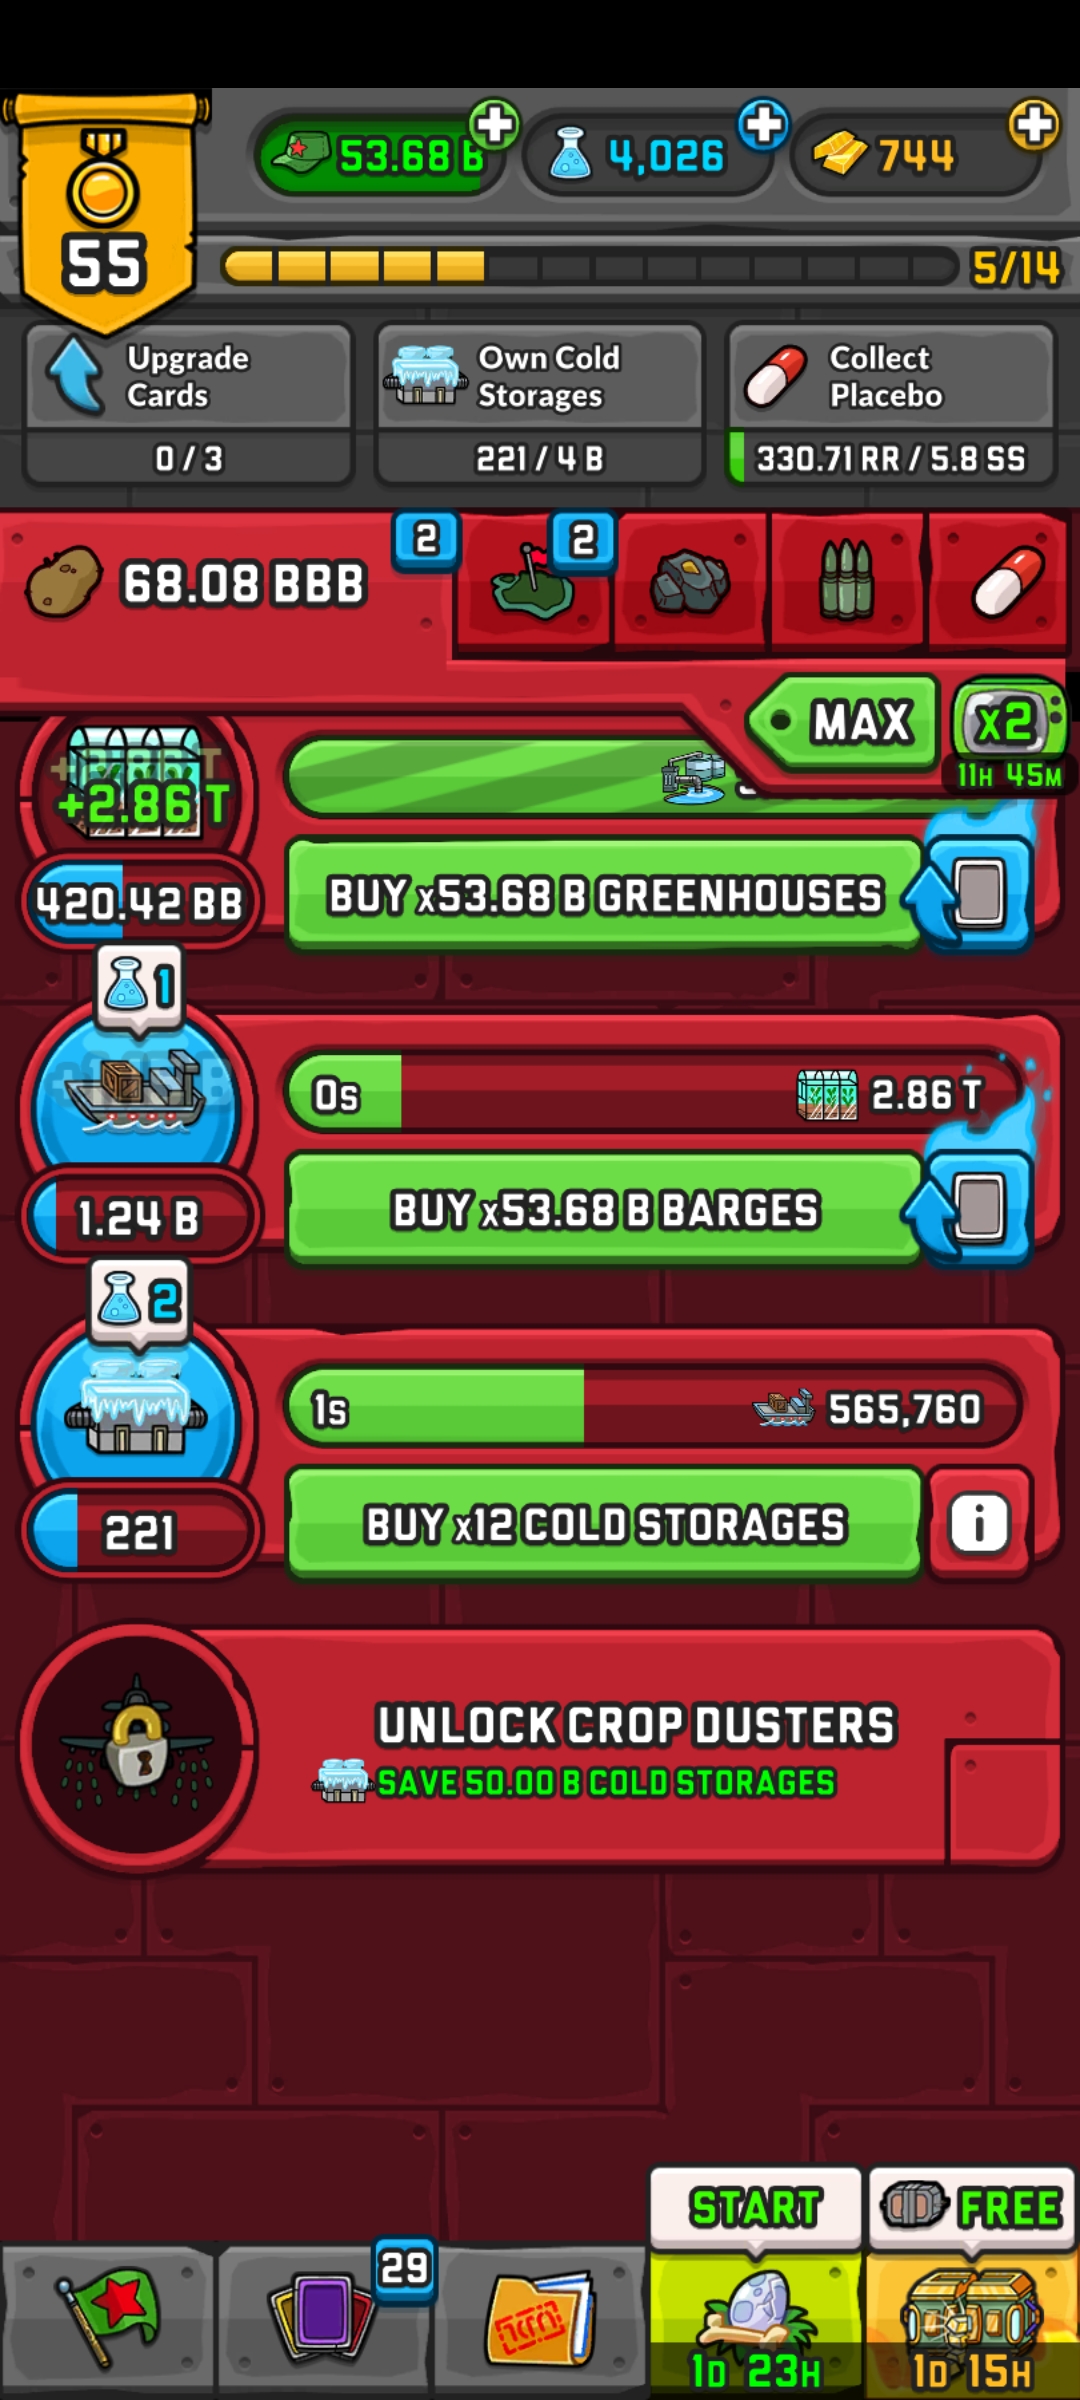 53.68 B
4,026
744
55
5/14
Upgrade
Cards
0 / 3
Own Cold
Storages
221 / 4 B
Collect
Placebo
330.71 RR / 5.8 SS
68.08 BBB
2
2
MAX
x2
11H 45M
+2.86 T
420.42 BB
BUY x53.68 B GREENHOUSES
1
0s
2.86 T
1.24 B
BUY x53.68 B BARGES
2
1s
565,760
221
BUY x12 COLD STORAGES
i
UNLOCK CROP DUSTERS
SAVE 50.00 B COLD STORAGES
START
FREE
29
1D 23H
1D 15H